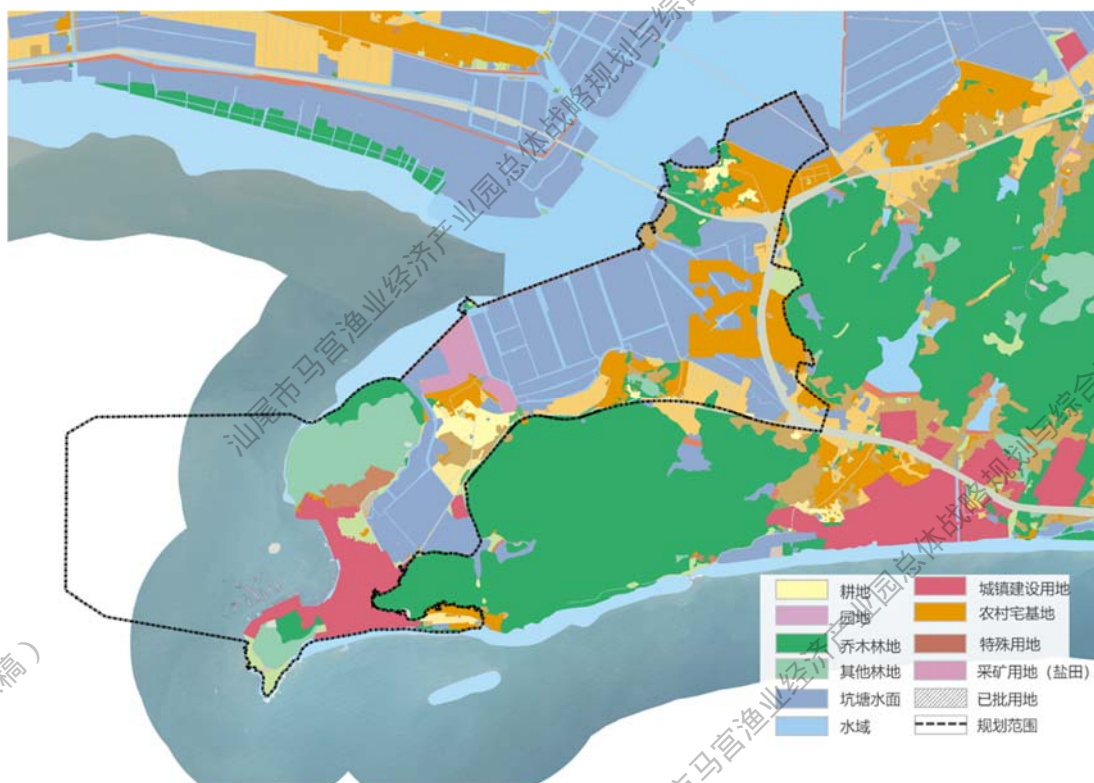 汕尾市马宫渔业经济产业园总体战略规划与综合
汕尾市马宫渔业经济产业园总体战略规划与综合
稿）
耕地
园地
乔木林地
其他林地
坑塘水面
水域
城镇建设用地
农村宅基地
特殊用地
采矿用地（盐田）
已批用地
规划范围